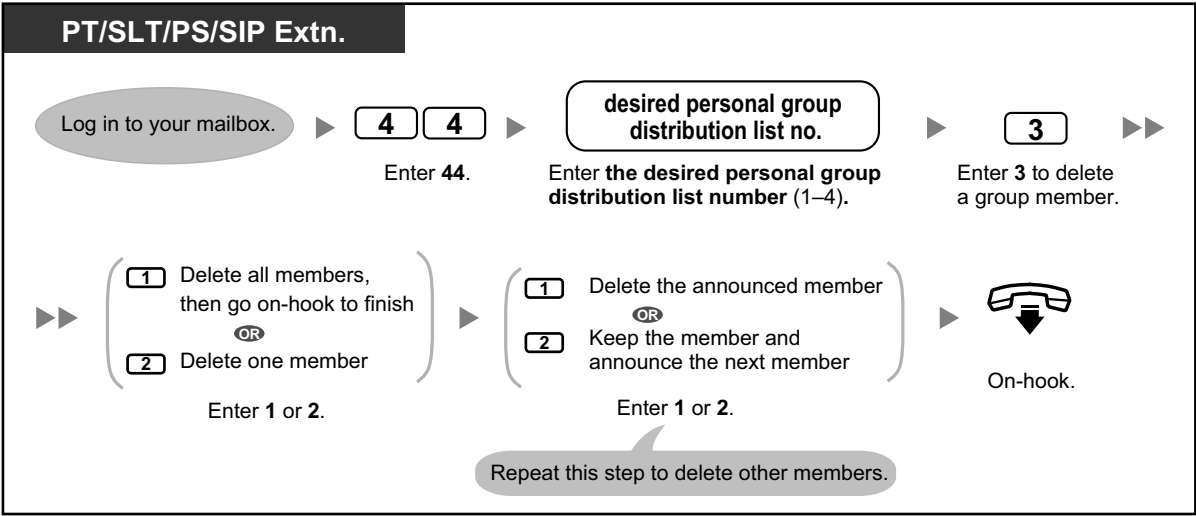 PT/SLT/PS/SIP Extn.
Log in to your mailbox.
4 4
Enter 44.
desired personal group
distribution list no.
Enter the desired personal group
distribution list number (1–4).
3
Enter 3 to delete
a group member.
1 Delete all members,
then go on-hook to finish
OR
2 Delete one member
Enter 1 or 2.
1 Delete the announced member
OR
2 Keep the member and
announce the next member
Enter 1 or 2.
Repeat this step to delete other members.
On-hook.